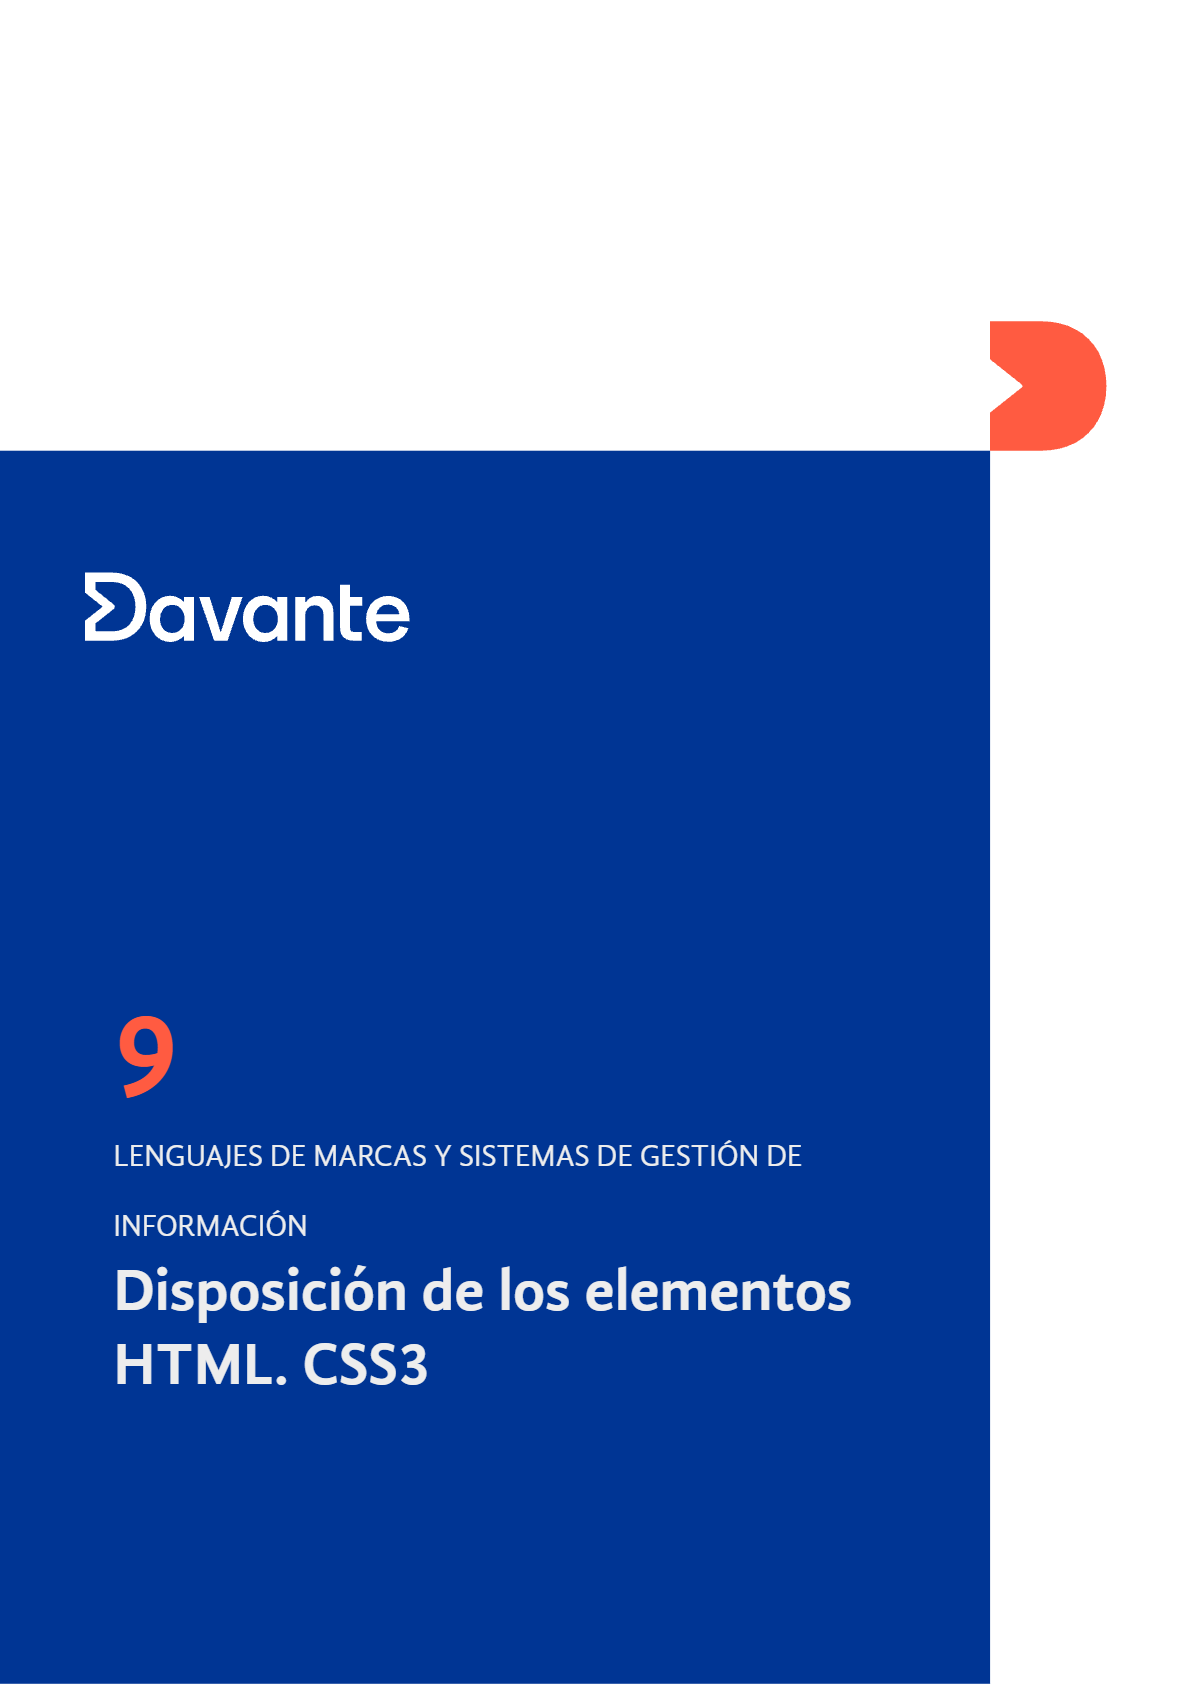 Davante
9
LENGUAJES DE MARCAS Y SISTEMAS DE GESTIÓN DE
INFORMACIÓN
Disposición de los elementos
HTML. CSS3